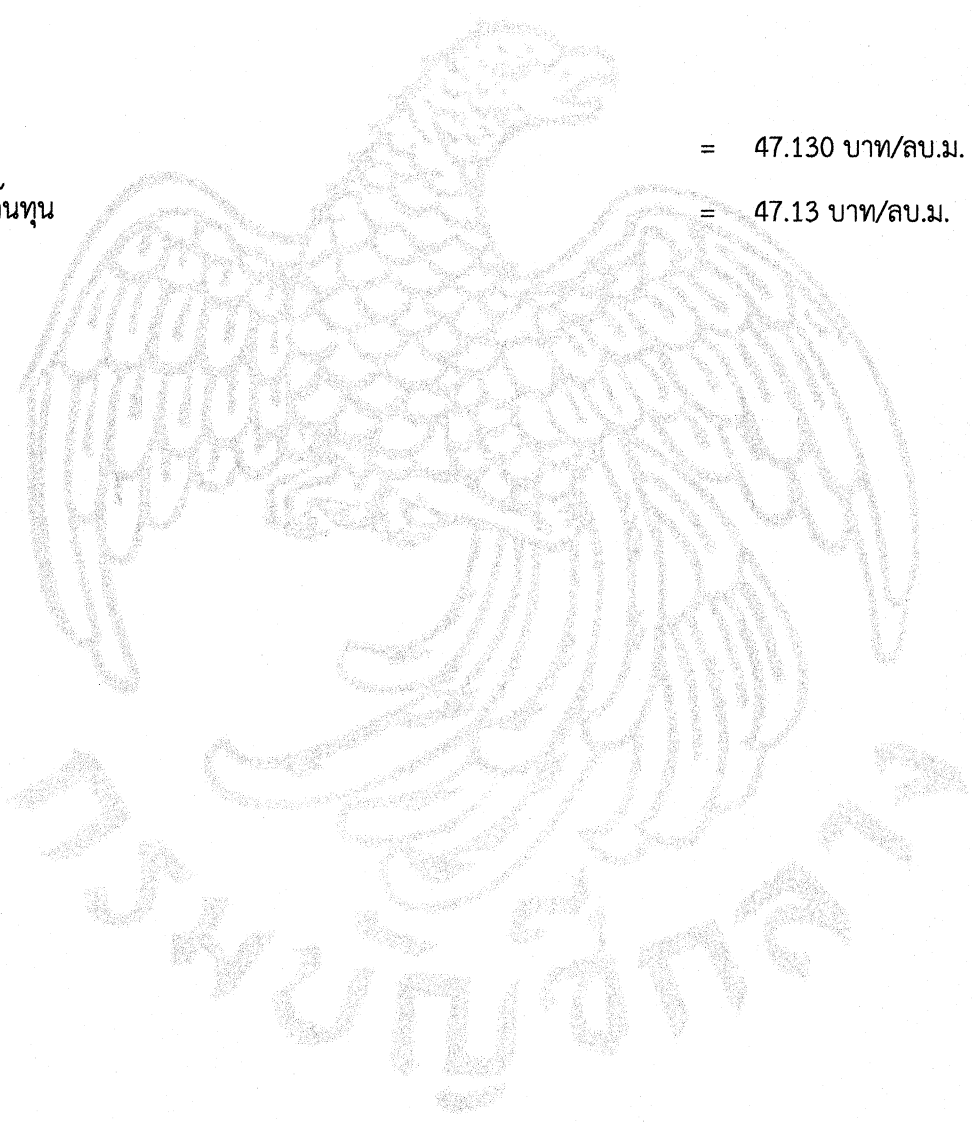 = 47.130 บาท/ลบ.ม.
ต้นทุน = 47.13 บาท/ลบ.ม.
กรมบัญชีกลาง